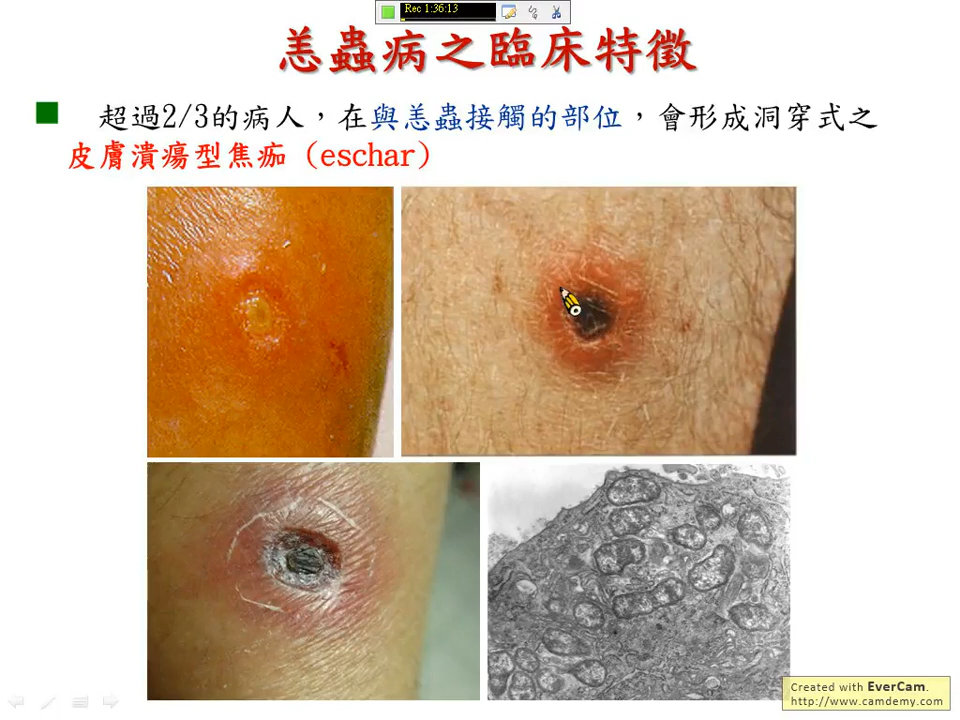 Rec 1:36:13
恙蟲病之臨床特徵
超過2/3的病人，在與恙蟲接觸的部位，會形成洞穿式之
皮膚潰瘍型焦痂（eschar）
Created with EverCam.
http://www.camdemy.com